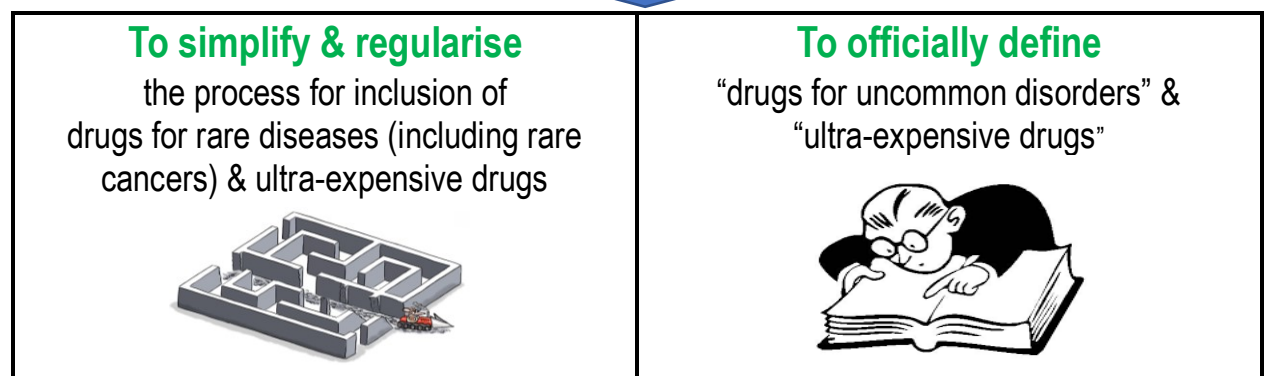 To simplify & regularise
the process for inclusion of
drugs for rare diseases (including rare
cancers) & ultra-expensive drugs
To officially define
“drugs for uncommon disorders” &
“ultra-expensive drugs”